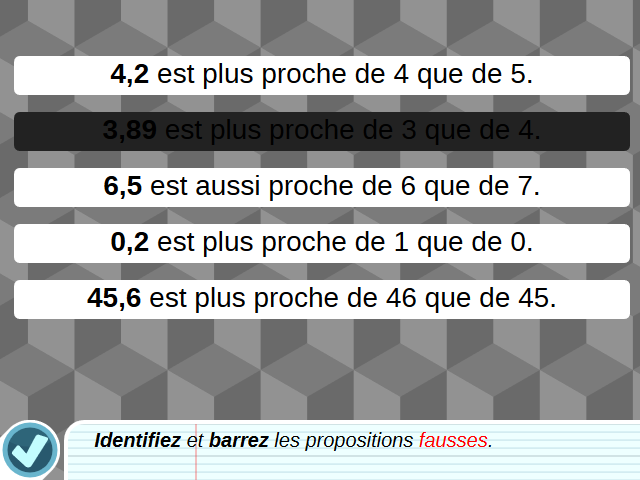 4,2 est plus proche de 4 que de 5.
3,89 est plus proche de 3 que de 4.
6,5 est aussi proche de 6 que de 7.
0,2 est plus proche de 1 que de 0.
45,6 est plus proche de 46 que de 45.
Identifiez et barrez les propositions fausses.